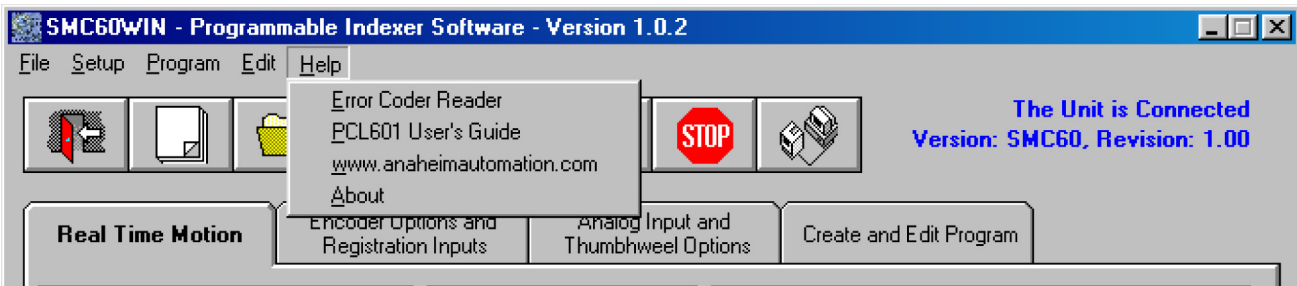 SMC60WIN - Programmable Indexer Software - Version 1.0.2
File Setup Program Edit Help
Error Coder Reader
PCL601 User's Guide
www.anaheimautomation.com
About
STOP
The Unit is Connected
Version: SMC60, Revision: 1.00
Real Time Motion
Encoder Options and
Registration Inputs
Analog Input and
Thumbhweel Options
Create and Edit Program